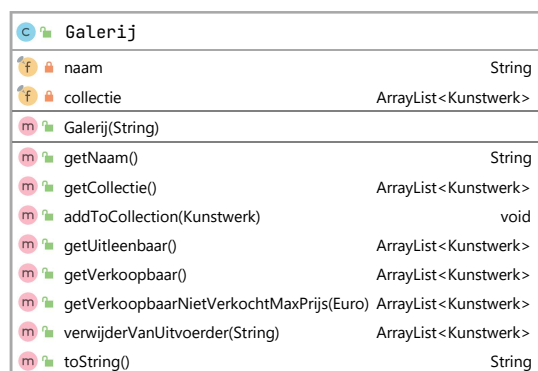 C Galerij
f naam String
f collectie ArrayList<Kunstwerk>
m Galerij(String)
m getNaam() String
m getCollectie() ArrayList<Kunstwerk>
m addToCollection(Kunstwerk) void
m getUitleenbaar() ArrayList<Kunstwerk>
m getVerkoopbaar() ArrayList<Kunstwerk>
m getVerkoopbaarNietVerkochtMaxPrijs(Euro) ArrayList<Kunstwerk>
m verwijderVanUitvoerder(String) ArrayList<Kunstwerk>
m toString() String